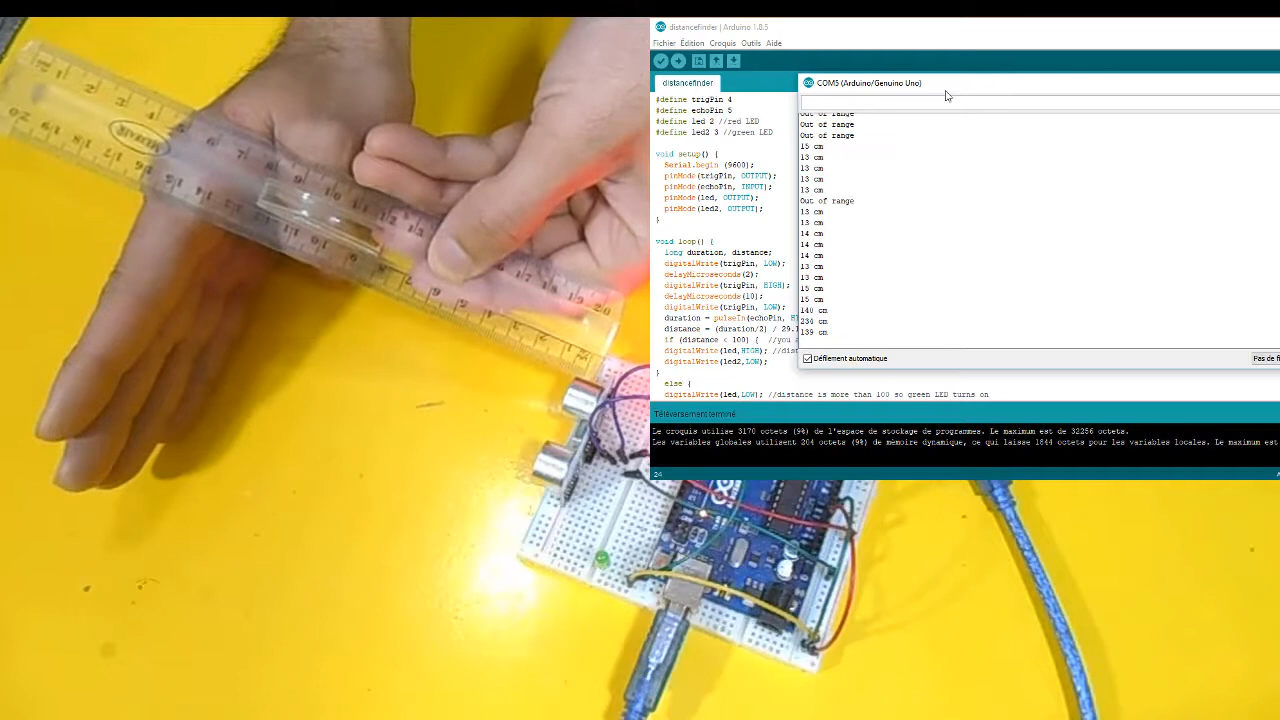 distancefinder | Arduino 1.8.5
Fichier Édition Croquis Outils Aide
distancefinder
#define trigPin 4
#define echoPin 5
#define led 2 //red LED
#define led2 3 //green LED
void setup() {
Serial.begin (9600);
pinMode(trigPin, OUTPUT);
pinMode(echoPin, INPUT);
pinMode(led, OUTPUT);
pinMode(led2, OUTPUT);
}
void loop() {
long duration, distance;
digitalWrite(trigPin, LOW);
delayMicroseconds(2);
digitalWrite(trigPin, HIGH);
delayMicroseconds(10);
digitalWrite(trigPin, LOW);
duration = pulseIn(echoPin,
distance = (duration/2) / 29.
if (distance < 100) { //you
digitalWrite(led,HIGH);
digitalWrite(led2,LOW);
}
else {
digitalWrite(led,LOW); //distance is more than 100 so green LED turns on
COM5 (Arduino/Genuino Uno)
Out of range
Out of range
Out of range
15 cm
13 cm
13 cm
13 cm
13 cm
Out of range
13 cm
13 cm
14 cm
14 cm
14 cm
13 cm
13 cm
15 cm
15 cm
140 cm
234 cm
139 cm
Défilement automatique
Pas de
Téléversement terminé
Le croquis utilise 3170 octets (9%) de l'espace de stockage de programmes. Le maximum est de 32256 octets.
Les variables globales utilisent 204 octets (9%) de mémoire dynamique, ce qui laisse 1844 octets pour les variables locales. Le maximum est
24